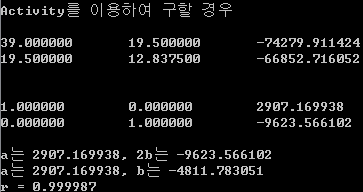 Activity를 이용하여 구할 경우
39.000000 19.500000 -74279.911424
19.500000 12.837500 -66852.716052
1.000000 0.000000 2907.169938
0.000000 1.000000 -9623.566102
a는 2907.169938, 2b는 -9623.566102
a는 2907.169938, b는 -4811.783051
r = 0.999987